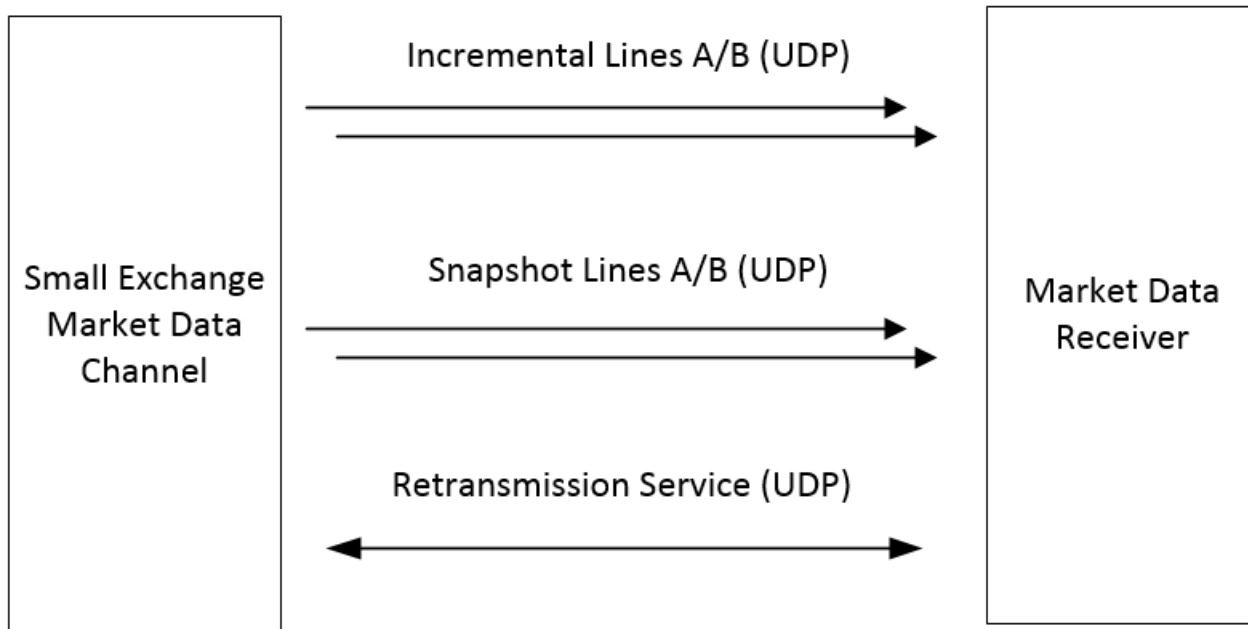 Incremental Lines A/B (UDP)
Small Exchange
Market Data
Channel
Snapshot Lines A/B (UDP)
Market Data
Receiver
Retransmission Service (UDP)